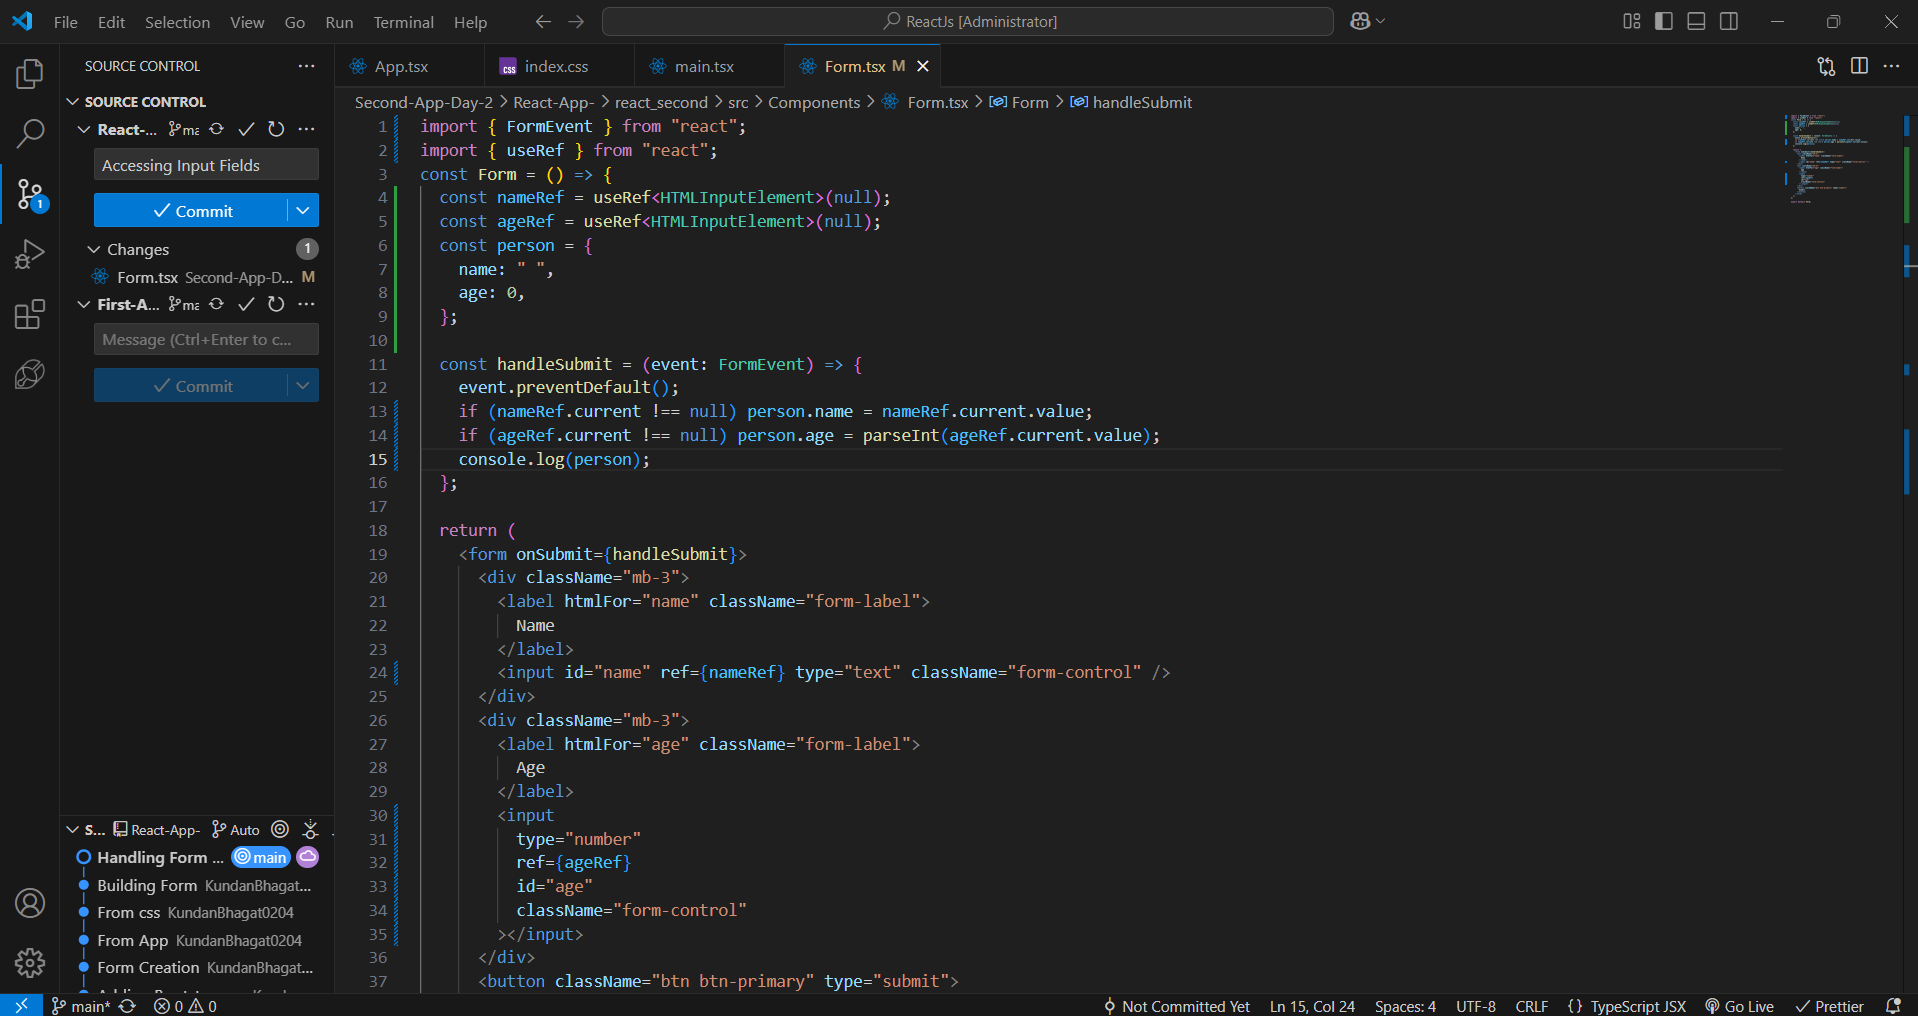 File Edit Selection View Go Run Terminal Help
ReactJs [Administrator]
SOURCE CONTROL
SOURCE CONTROL
React-... ma
Accessing Input Fields
Commit
Changes 1
Form.tsx Second-App-D... M
First-A... ma
Message (Ctrl+Enter to c...
Commit
1
S... React-App- Auto
Handling Form ... main
Building Form KundanBhagat...
From css KundanBhagat0204
From App KundanBhagat0204
Form Creation KundanBhagat...
App.tsx index.css main.tsx Form.tsx M
Second-App-Day-2 > React-App- > react_second > src > Components > Form.tsx > Form > handleSubmit
1 import { FormEvent } from "react";
2 import { useRef } from "react";
3 const Form = () => {
4 const nameRef = useRef<HTMLInputElement>(null);
5 const ageRef = useRef<HTMLInputElement>(null);
6 const person = {
7 name: " ",
8 age: 0,
9 };
10
11 const handleSubmit = (event: FormEvent) => {
12 event.preventDefault();
13 if (nameRef.current !== null) person.name = nameRef.current.value;
14 if (ageRef.current !== null) person.age = parseInt(ageRef.current.value);
15 console.log(person);
16 };
17
18 return (
19 <form onSubmit={handleSubmit}>
20 <div className="mb-3">
21 <label htmlFor="name" className="form-label">
22 Name
23 </label>
24 <input id="name" ref={nameRef} type="text" className="form-control" />
25 </div>
26 <div className="mb-3">
27 <label htmlFor="age" className="form-label">
28 Age
29 </label>
30 <input
31 type="number"
32 ref={ageRef}
33 id="age"
34 className="form-control"
35 ></input>
36 </div>
37 <button className="btn btn-primary" type="submit">
main* 0 0 Not Committed Yet Ln 15, Col 24 Spaces: 4 UTF-8 CRLF {} TypeScript JSX Go Live Prettier